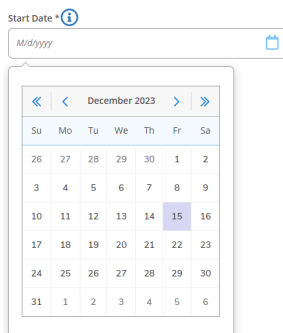 Start Date *
M/d/yyyy
« < December 2023 > »
Su Mo Tu We Th Fr Sa
26 27 28 29 30 1 2
3 4 5 6 7 8 9
10 11 12 13 14 15 16
17 18 19 20 21 22 23
24 25 26 27 28 29 30
31 1 2 3 4 5 6